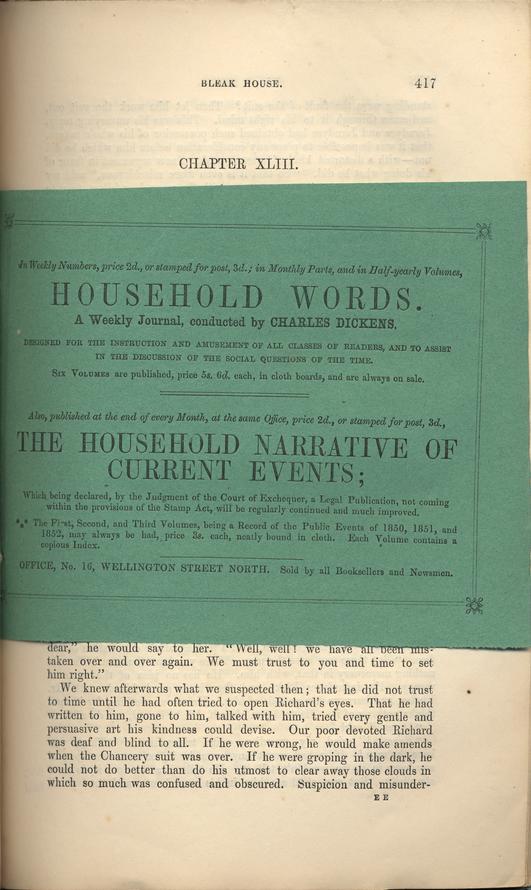 BLEAK HOUSE. 417
CHAPTER XLIII.
In Weekly Numbers, price 2d., or stamped for post, 3d.; in Monthly Parts, and in Half-yearly Volumes,
HOUSEHOLD WORDS.
A Weekly Journal, conducted by CHARLES DICKENS,
DESIGNED FOR THE INSTRUCTION AND AMUSEMENT OF ALL CLASSES OF READERS, AND TO ASSIST
IN THE DISCUSSION OF THE SOCIAL QUESTIONS OF THE TIME.
SIX VOLUMES are published, price 5s. 6d. each, in cloth boards, and are always on sale.
Also, published at the end of every Month, at the same Office, price 2d., or stamped for post, 3d.,
THE HOUSEHOLD NARRATIVE OF
CURRENT EVENTS;
Which being declared, by the Judgment of the Court of Exchequer, a Legal Publication, not coming
within the provisions of the Stamp Act, will be regularly continued and much improved.
*⁎* The First, Second, and Third Volumes, being a Record of the Public Events of 1850, 1851, and
1852, may always be had, price 3s. each, neatly bound in cloth. Each Volume contains a
copious Index.
OFFICE, No. 16, WELLINGTON STREET NORTH. Sold by all Booksellers and Newsmen.
dear," he would say to her. "Well, well! we have all been mis-
taken over and over again. We must trust to you and time to set
him right."
We knew afterwards what we suspected then; that he did not trust
to time until he had often tried to open Richard's eyes. That he had
written to him, gone to him, talked with him, tried every gentle and
persuasive art his kindness could devise. Our poor devoted Richard
was deaf and blind to all. If he were wrong, he would make amends
when the Chancery suit was over. If he were groping in the dark, he
could not do better than do his utmost to clear away those clouds in
which so much was confused and obscured. Suspicion and misunder-
E E